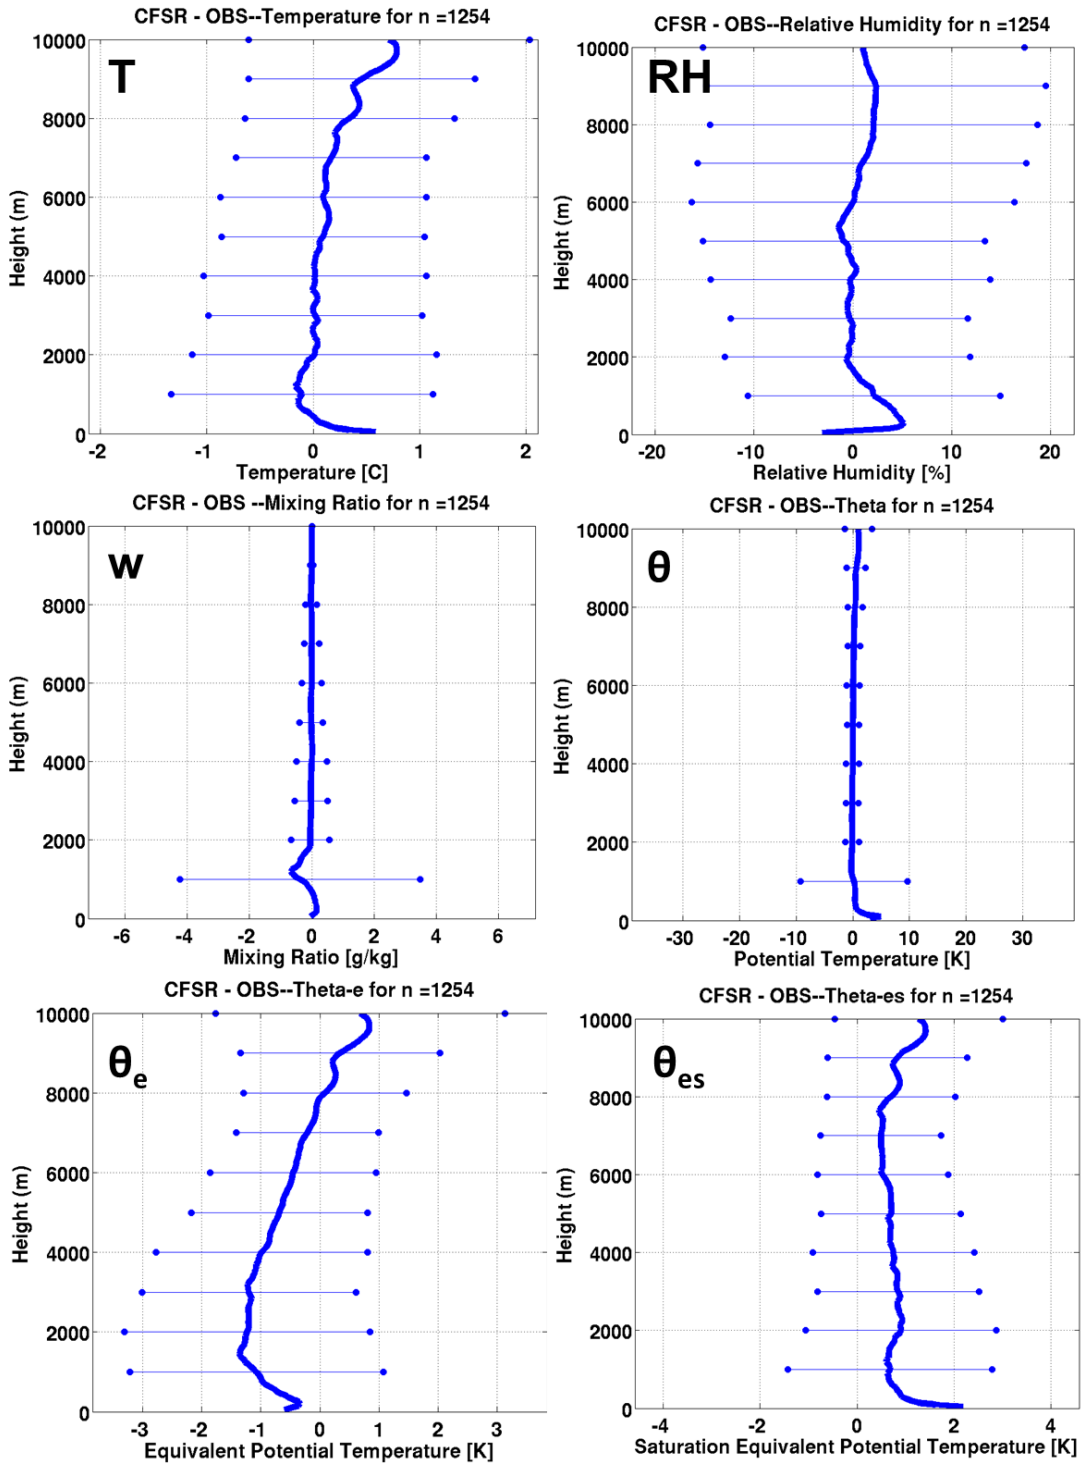 CFSR - OBS--Temperature for n =1254
T
10000
8000
6000
4000
2000
0
Height (m)
-2 -1 0 1 2
Temperature [C]
CFSR - OBS--Relative Humidity for n =1254
RH
10000
8000
6000
4000
2000
0
Height (m)
-20 -10 0 10 20
Relative Humidity [%]
CFSR - OBS --Mixing Ratio for n =1254
w
10000
8000
6000
4000
2000
0
Height (m)
-6 -4 -2 0 2 4 6
Mixing Ratio [g/kg]
CFSR - OBS--Theta for n =1254
θ
10000
8000
6000
4000
2000
0
Height (m)
-30 -20 -10 0 10 20 30
Potential Temperature [K]
CFSR - OBS--Theta-e for n =1254
θe
10000
8000
6000
4000
2000
0
Height (m)
-3 -2 -1 0 1 2 3
Equivalent Potential Temperature [K]
CFSR - OBS--Theta-es for n =1254
θes
10000
8000
6000
4000
2000
0
Height (m)
-4 -2 0 2 4
Saturation Equivalent Potential Temperature [K]